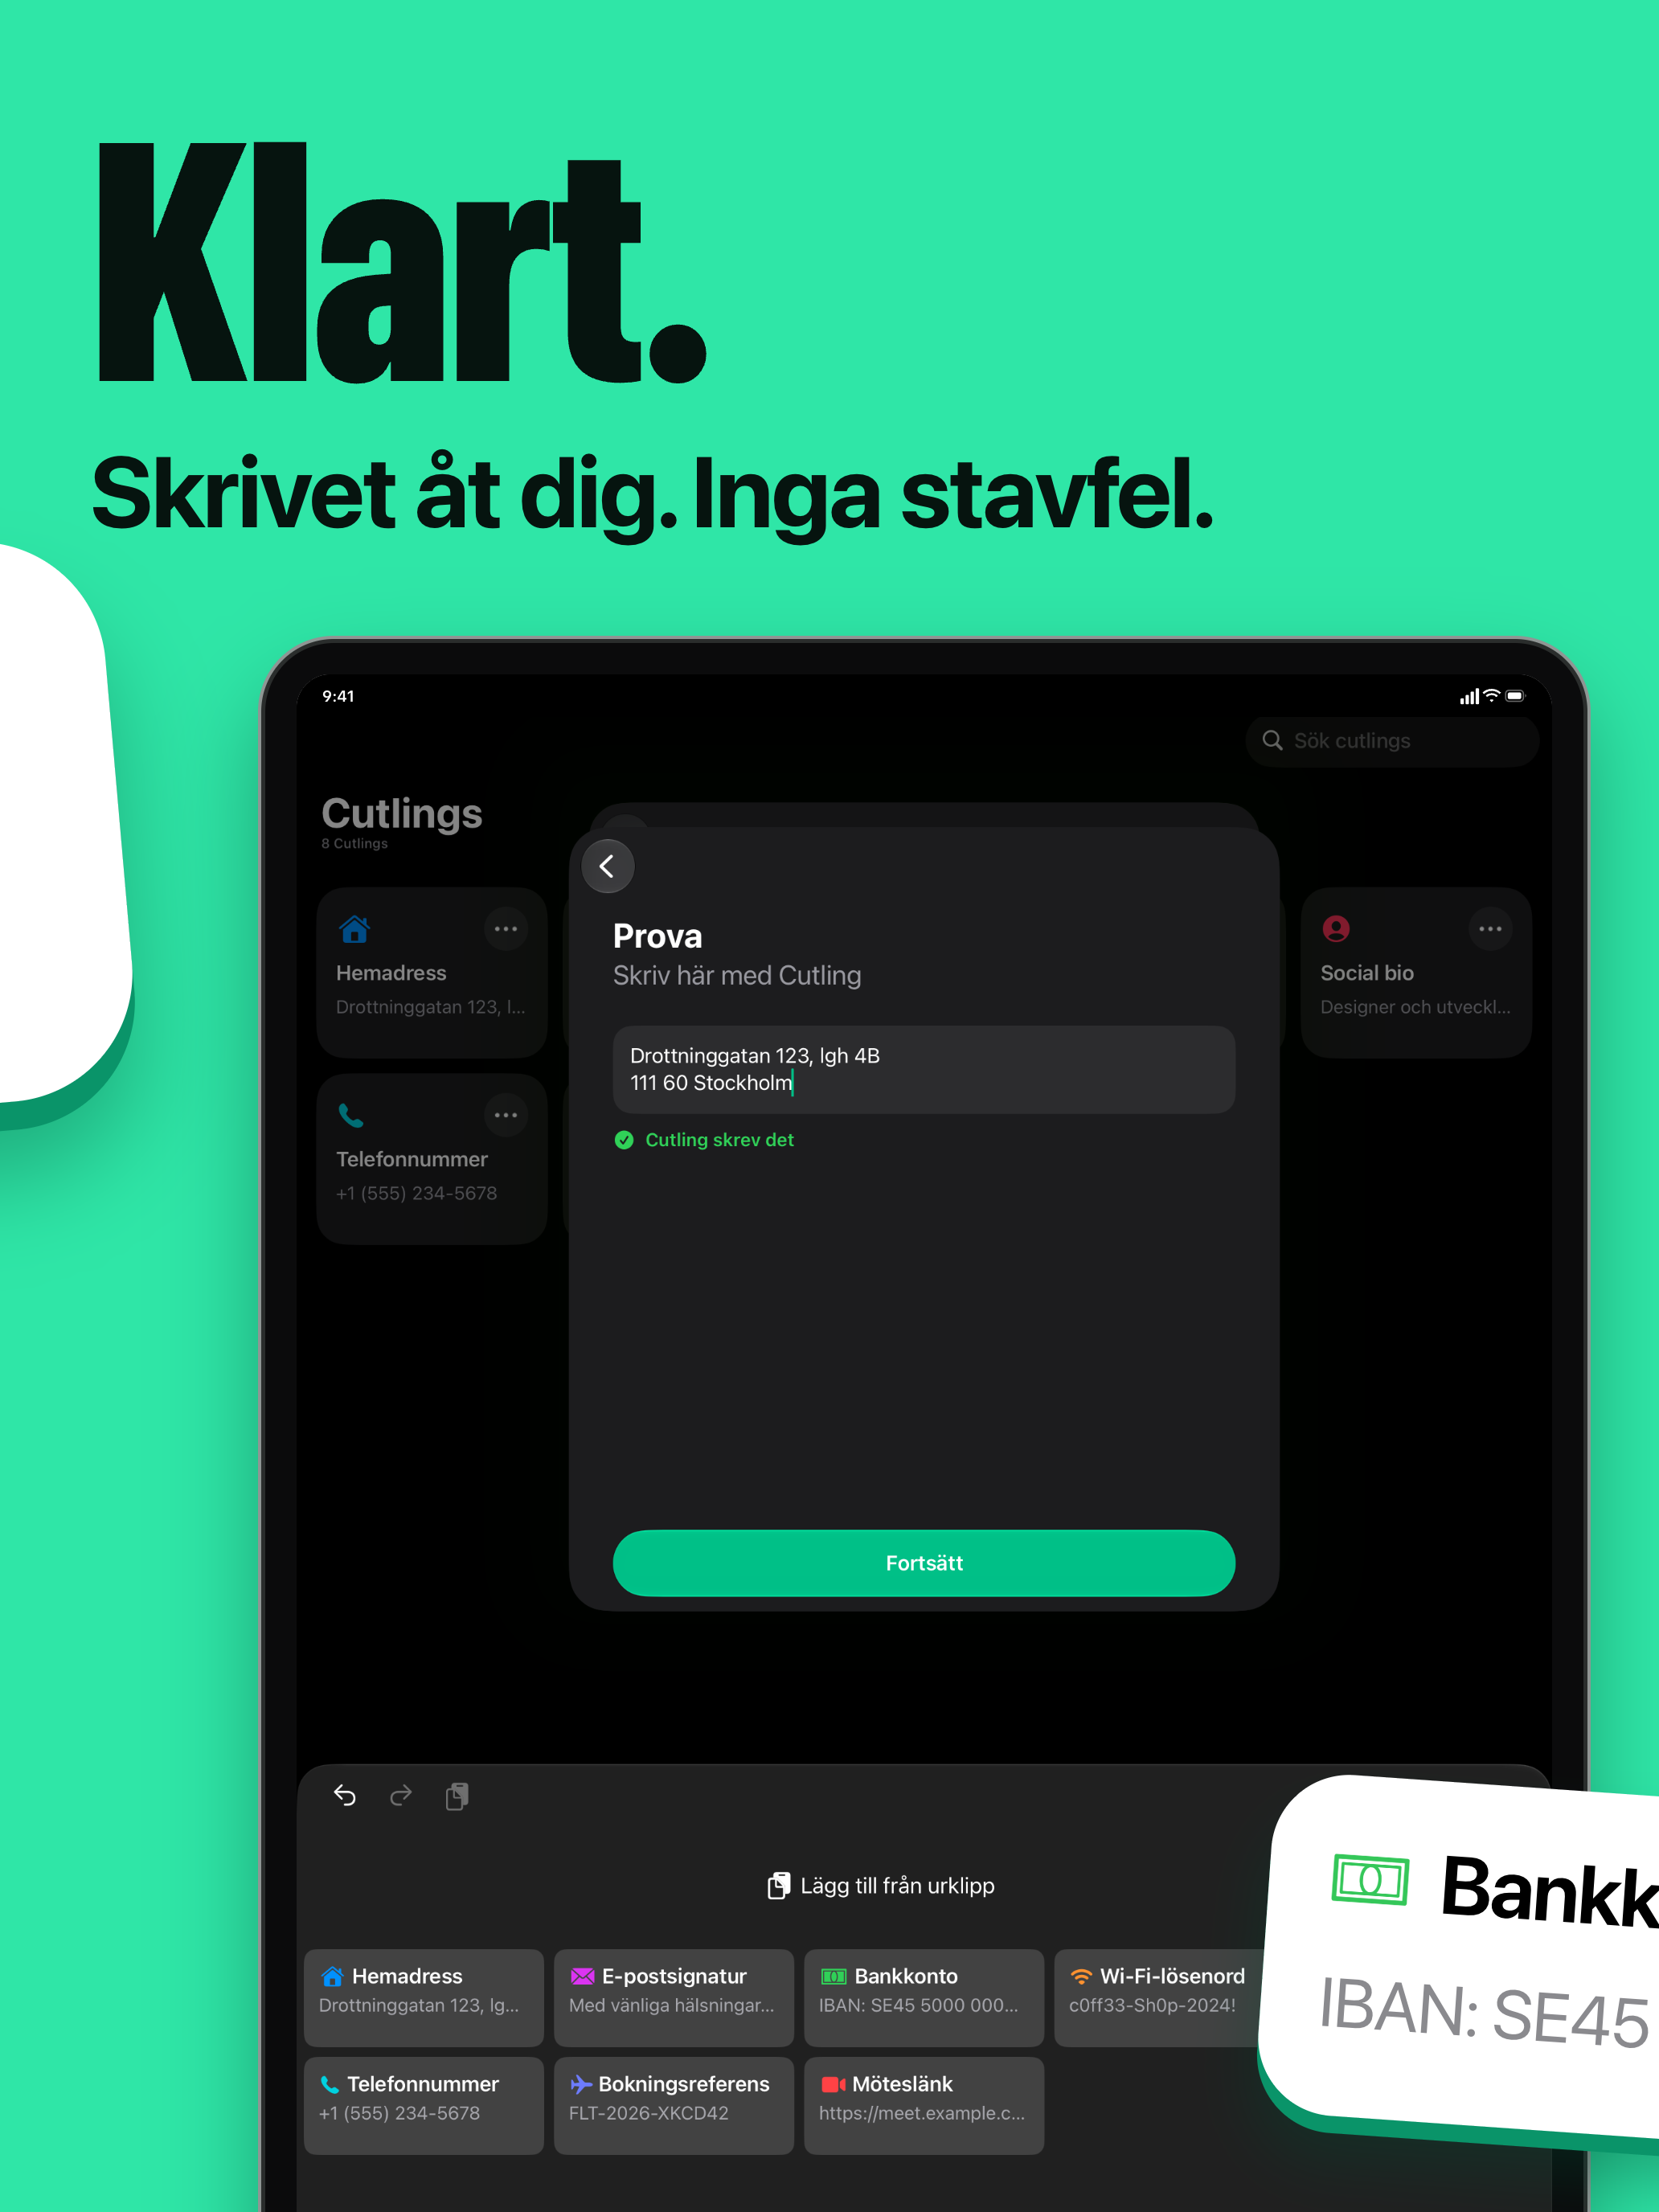 Klart.
Skrivet åt dig. Inga stavfel.
9:41
Sök cutlings
Cutlings
8 Cutlings
Hemadress
Drottninggatan 123, l...
Telefonnummer
+1 (555) 234-5678
Social bio
Designer och utveckl...
Prova
Skriv här med Cutling
Drottninggatan 123, lgh 4B
111 60 Stockholm
Cutling skrev det
Fortsätt
Lägg till från urklipp
Hemadress
Drottninggatan 123, lg...
E-postsignatur
Med vänliga hälsningar...
Bankkonto
IBAN: SE45 5000 000...
Wi-Fi-lösenord
c0ff33-Sh0p-2024!
Telefonnummer
+1 (555) 234-5678
Bokningsreferens
FLT-2026-XKCD42
Möteslänk
https://meet.example.c...
Bankk
IBAN: SE45